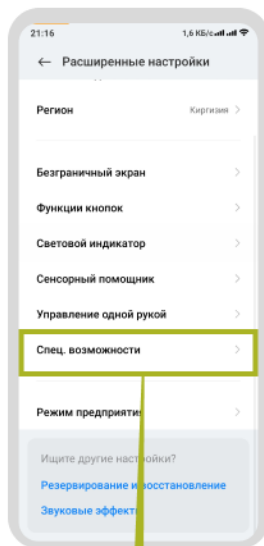 21:16 1,6 КБ/с
← Расширенные настройки
Регион Киргизия >
Безграничный экран >
Функции кнопок >
Световой индикатор >
Сенсорный помощник >
Управление одной рукой >
Спец. возможности >
Режим предприятия >
Ищите другие настройки?
Резервирование и восстановление
Звуковые эффекты